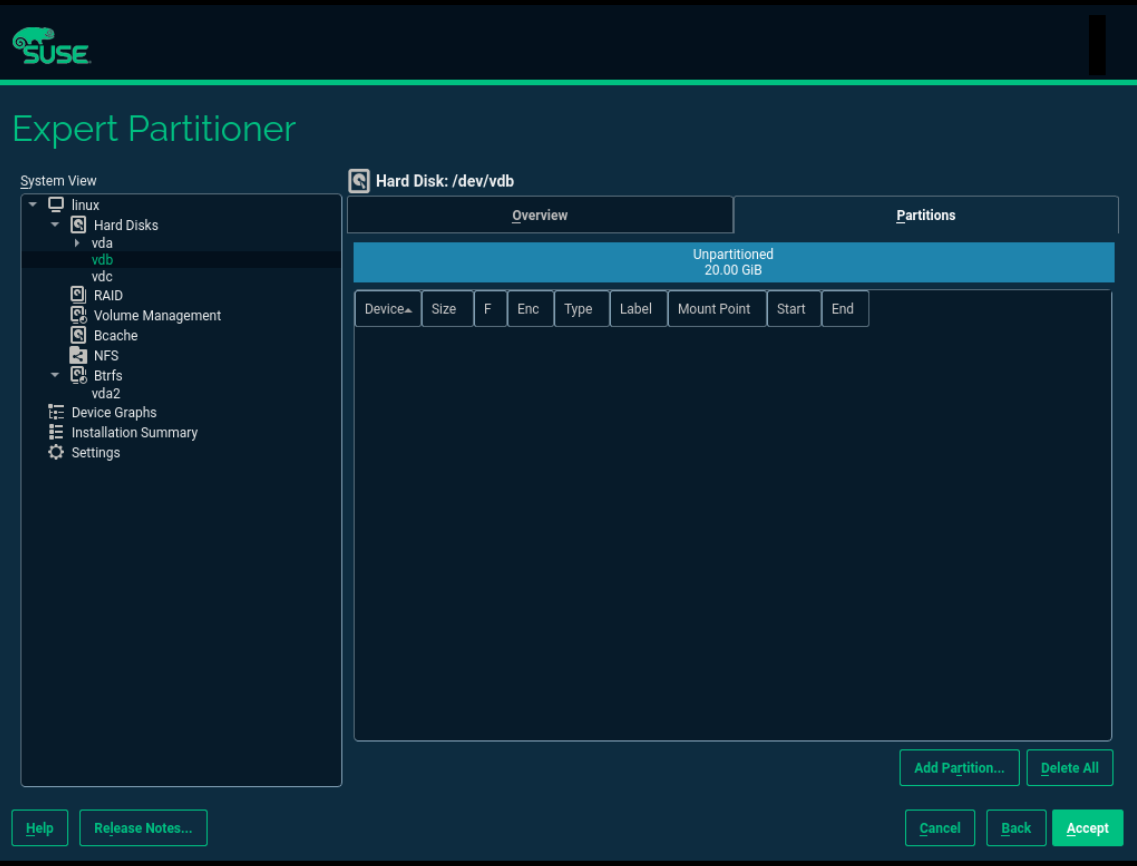 SUSE
Expert Partitioner
System View
linux
Hard Disks
vda
vdb
vdc
RAID
Volume Management
Bcache
NFS
Btrfs
vda2
Device Graphs
Installation Summary
Settings
Hard Disk: /dev/vdb
Overview Partitions
Unpartitioned
20.00 GiB
Device Size F Enc Type Label Mount Point Start End
Add Partition... Delete All
Help Release Notes... Cancel Back Accept